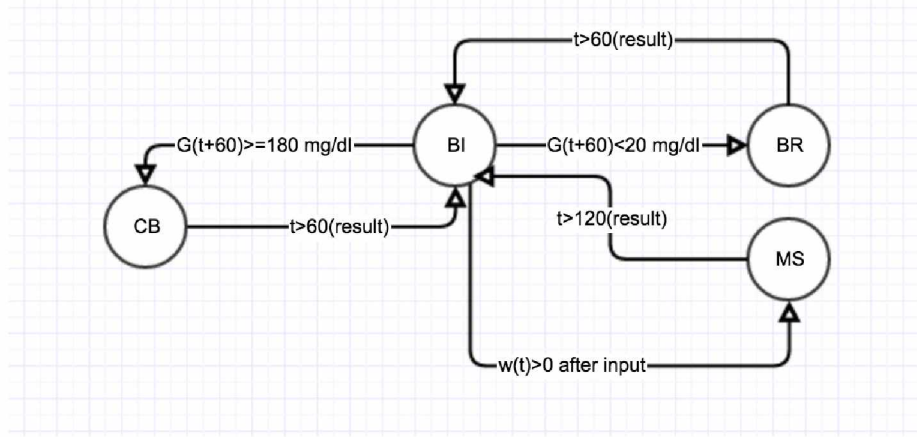 t>60(result)
G(t+60)>=180 mg/dl
BI
G(t+60)<20 mg/dl
BR
CB
t>60(result)
t>120(result)
MS
w(t)>0 after input